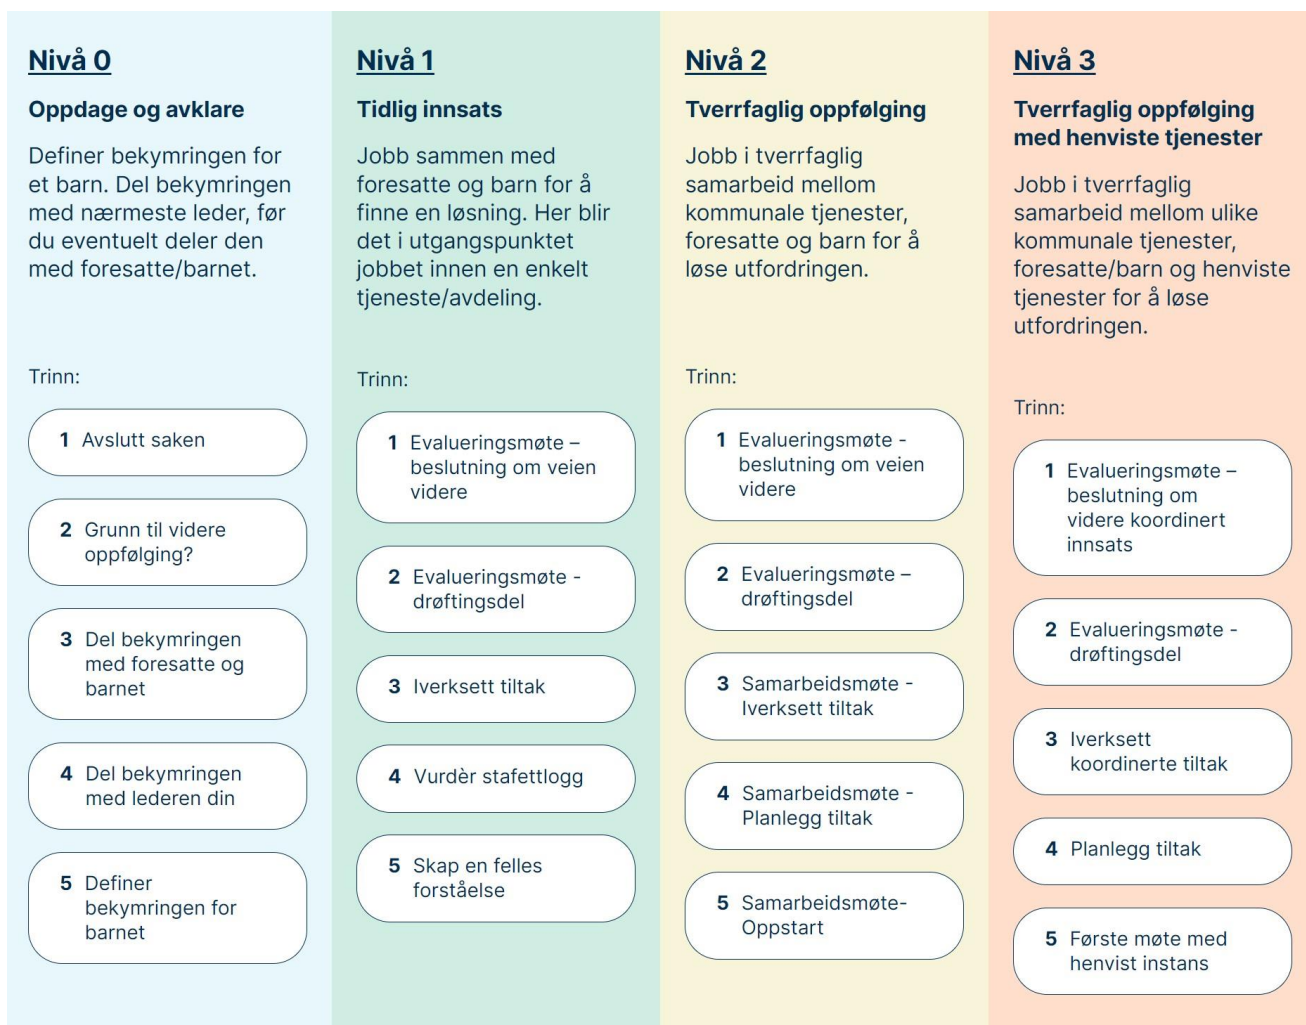 Nivå 0
Oppdage og avklare
Definer bekymringen for
et barn. Del bekymringen
med nærmeste leder, før
du eventuelt deler den
med foresatte/barnet.
Trinn:
1 Avslutt saken
2 Grunn til videre
oppfølging?
3 Del bekymringen
med foresatte og
barnet
4 Del bekymringen
med lederen din
5 Definer
bekymringen for
barnet
Nivå 1
Tidlig innsats
Jobb sammen med
foresatte og barn for å
finne en løsning. Her blir
det i utgangspunktet
jobbet innen en enkelt
tjeneste/avdeling.
Trinn:
1 Evalueringsmøte –
beslutning om veien
videre
2 Evalueringsmøte -
drøftingsdel
3 Iverksett tiltak
4 Vurdèr stafettlogg
5 Skap en felles
forståelse
Nivå 2
Tverrfaglig oppfølging
Jobb i tverrfaglig
samarbeid mellom
kommunale tjenester,
foresatte og barn for å
løse utfordringen.
Trinn:
1 Evalueringsmøte -
beslutning om veien
videre
2 Evalueringsmøte –
drøftingsdel
3 Samarbeidsmøte -
Iverksett tiltak
4 Samarbeidsmøte -
Planlegg tiltak
5 Samarbeidsmøte-
Oppstart
Nivå 3
Tverrfaglig oppfølging
med henviste tjenester
Jobb i tverrfaglig
samarbeid mellom ulike
kommunale tjenester,
foresatte/barn og henviste
tjenester for å løse
utfordringen.
Trinn:
1 Evalueringsmøte –
beslutning om
videre koordinert
innsats
2 Evalueringsmøte -
drøftingsdel
3 Iverksett
koordinerte tiltak
4 Planlegg tiltak
5 Første møte med
henvist instans